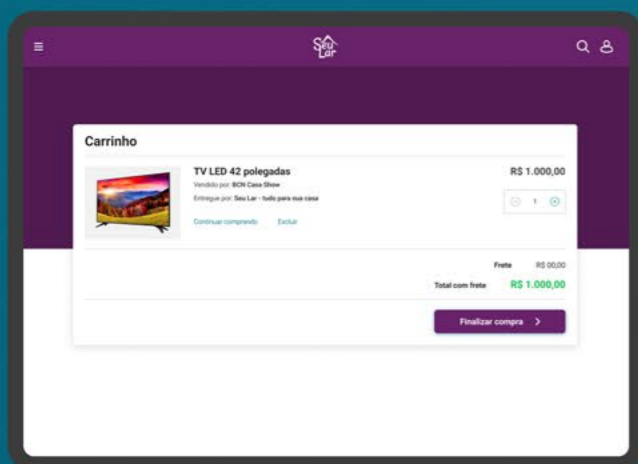 Seu
Lar
Carrinho
TV LED 42 polegadas
R$ 1.000,00
Vendido por: BCN Casa Show
Entregue por: Seu Lar - tudo para sua casa
1
Continuar comprendo
Excluir
Frete R$ 00,00
Total com frete R$ 1.000,00
Finalizar compra